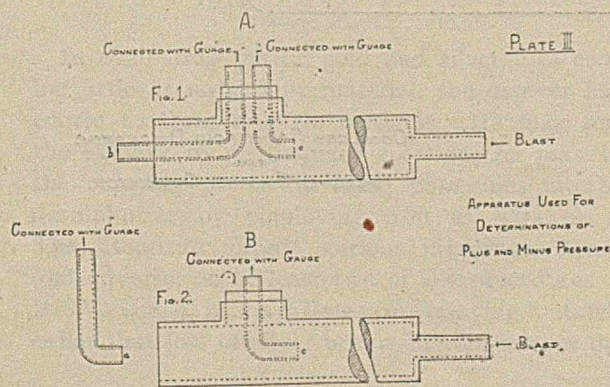 A
PLATE III
CONNECTED WITH GUAGE
CONNECTED WITH GUAGE
FIG. 1.
b
c
BLAST
APPARATUS USED FOR
DETERMINATIONS OF
PLUS AND MINUS PRESSURE
CONNECTED WITH GUAGE
a
B
CONNECTED WITH GAUGE
FIG. 2.
c
BLAST.